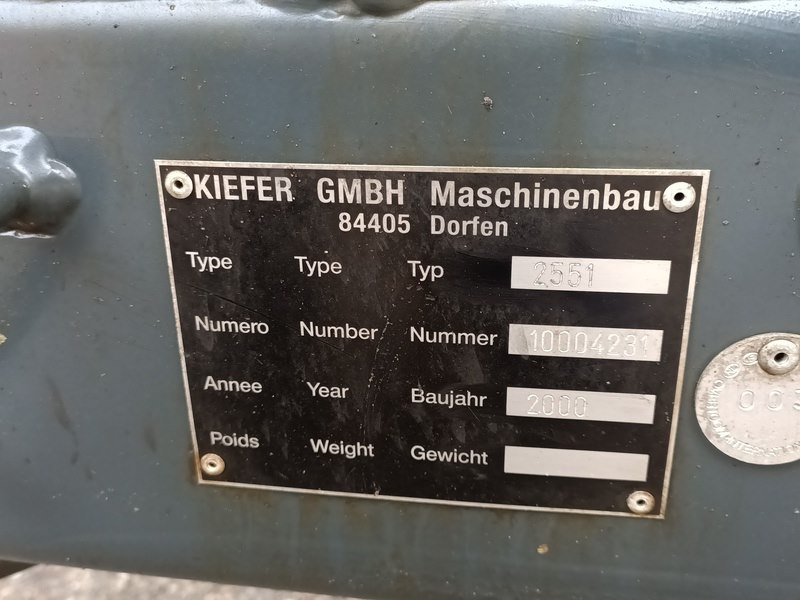 KIEFER GMBH Maschinenbau
84405 Dorfen
Type Type Typ 2551
Numero Number Nummer 10004231
Annee Year Baujahr 2000
Poids Weight Gewicht